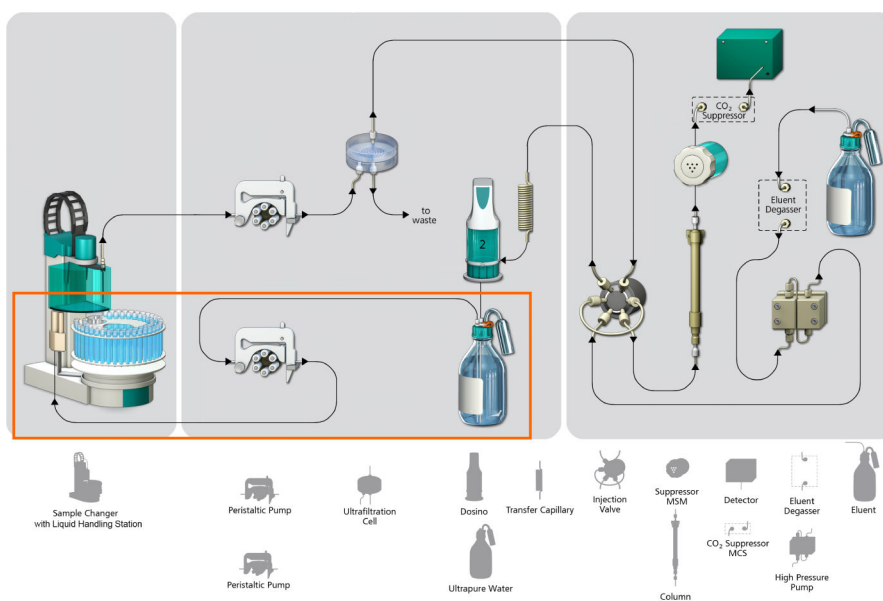 CO2
Suppressor
Eluent
Degasser
to
waste
2
Sample Changer
with Liquid Handling Station
Peristaltic Pump
Ultrafiltration
Cell
Dosino
Transfer Capillary
Injection
Valve
Suppressor
MSM
Detector
Eluent
Degasser
Eluent
CO2 Suppressor
MCS
Peristaltic Pump
Ultrapure Water
Column
High Pressure
Pump